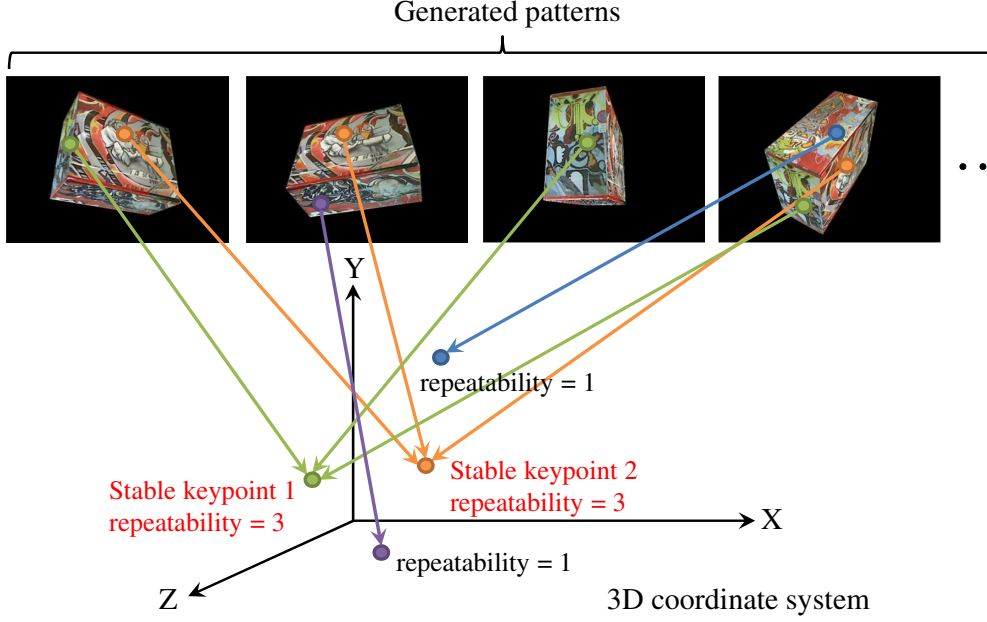 Generated patterns
Y
repeatability = 1
Stable keypoint 1
repeatability = 3
Stable keypoint 2
repeatability = 3
X
repeatability = 1
Z
3D coordinate system